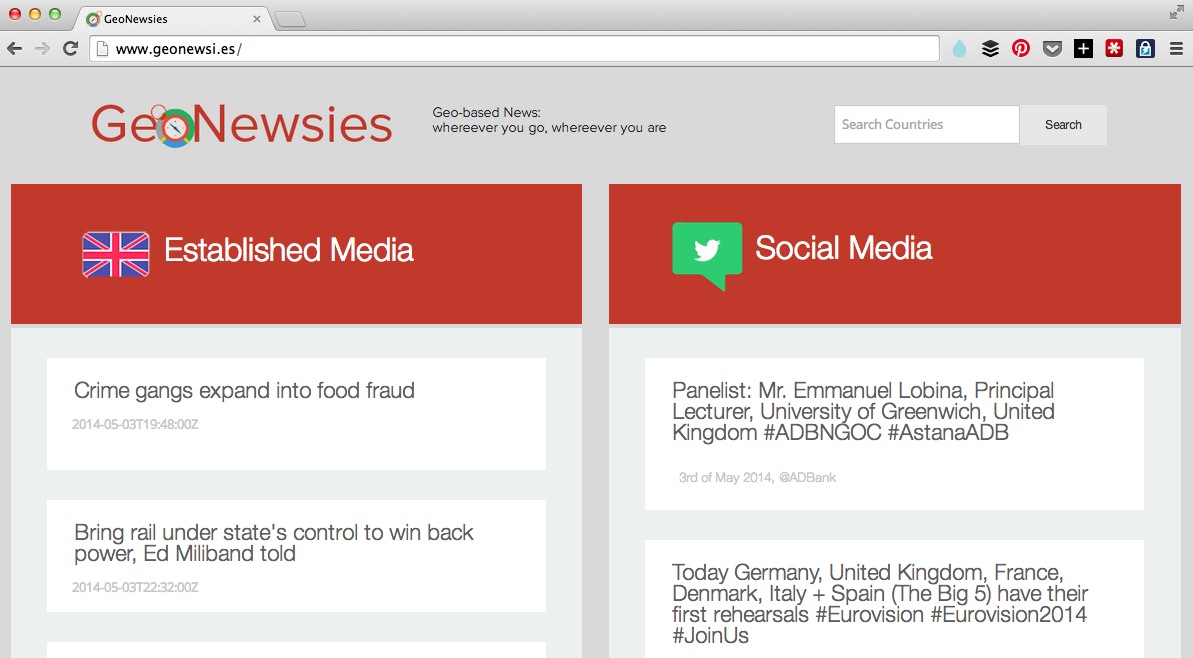 GeoNewsies
www.geonewsi.es/
GeoNewsies
Geo-based News:
whereever you go, whereever you are
Search Countries
Search
Established Media
Crime gangs expand into food fraud
2014-05-03T19:48:00Z
Bring rail under state's control to win back
power, Ed Miliband told
2014-05-03T22:32:00Z
Social Media
Panelist: Mr. Emmanuel Lobina, Principal
Lecturer, University of Greenwich, United
Kingdom #ADBNGOC #AstanaADB
3rd of May 2014, @ADBank
Today Germany, United Kingdom, France,
Denmark, Italy + Spain (The Big 5) have their
first rehearsals #Eurovision #Eurovision2014
#JoinUs